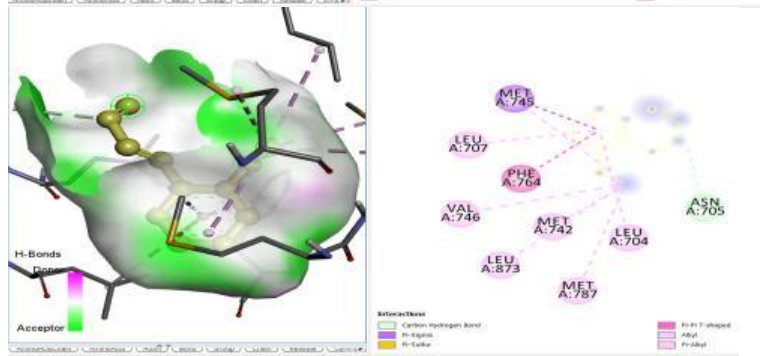 H-Bonds
Donor
Acceptor
MET
A:745
LEU
A:707
PHE
A:764
VAL
A:746
MET
A:742
LEU
A:704
LEU
A:873
MET
A:787
ASN
A:705
Interactions
Carbon Hydrogen Bond
Pi-Sigma
Pi-Sulfur
Pi-Pi T-shaped
Alkyl
Pi-Alkyl